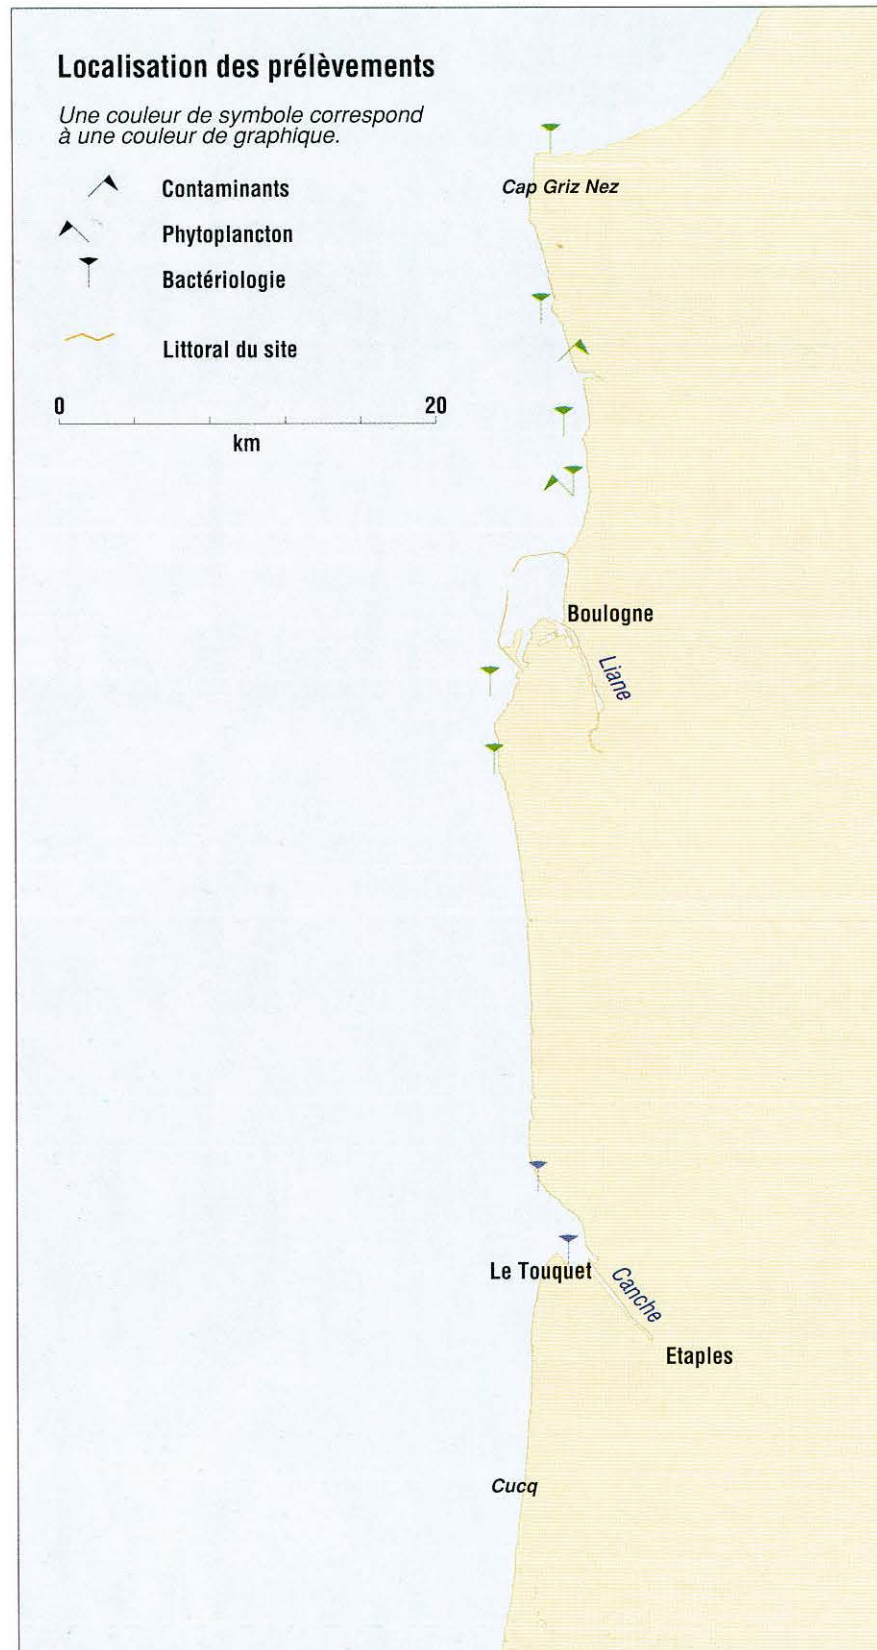 Localisation des prélèvements
Une couleur de symbole correspond
à une couleur de graphique.
Contaminants
Phytoplancton
Bactériologie
Littoral du site
0 20
km
Cap Griz Nez
Boulogne
Liane
Le Touquet
Canche
Etaples
Cucq